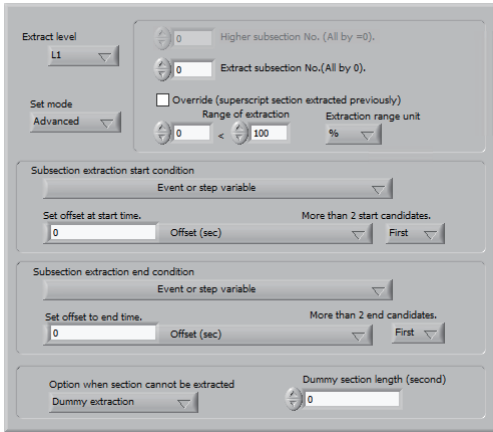 Extract level
L1
0
Higher subsection No. (All by =0).
0
Extract subsection No.(All by 0).
Set mode
Advanced
Override (superscript section extracted previously)
Range of extraction
Extraction range unit
0 < 100
%
Subsection extraction start condition
Event or step variable
Set offset at start time.
More than 2 start candidates.
0
Offset (sec)
First
Subsection extraction end condition
Event or step variable
Set offset to end time.
More than 2 end candidates.
0
Offset (sec)
First
Option when section cannot be extracted
Dummy extraction
Dummy section length (second)
0